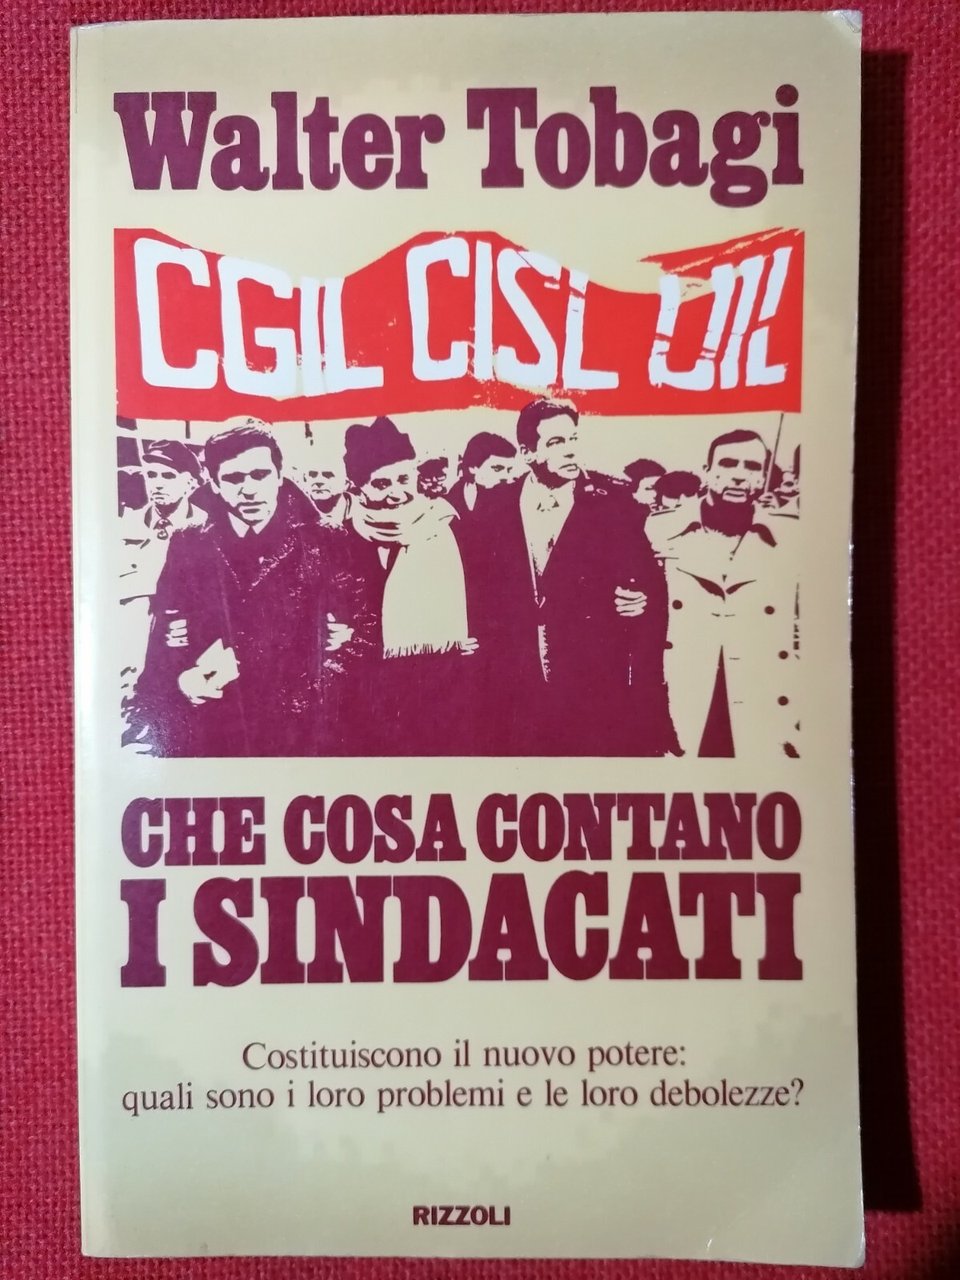 Walter Tobagi
CGIL CISL UIL
CHE COSA CONTANO
I SINDACATI
Costituiscono il nuovo potere:
quali sono i loro problemi e le loro debolezze?
RIZZOLI